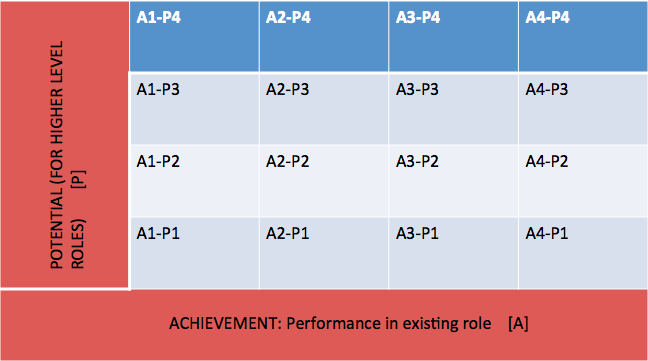 POTENTIAL (FOR HIGHER LEVEL
ROLES) [P]
A1-P4 A2-P4 A3-P4 A4-P4
A1-P3 A2-P3 A3-P3 A4-P3
A1-P2 A2-P2 A3-P2 A4-P2
A1-P1 A2-P1 A3-P1 A4-P1
ACHIEVEMENT: Performance in existing role [A]